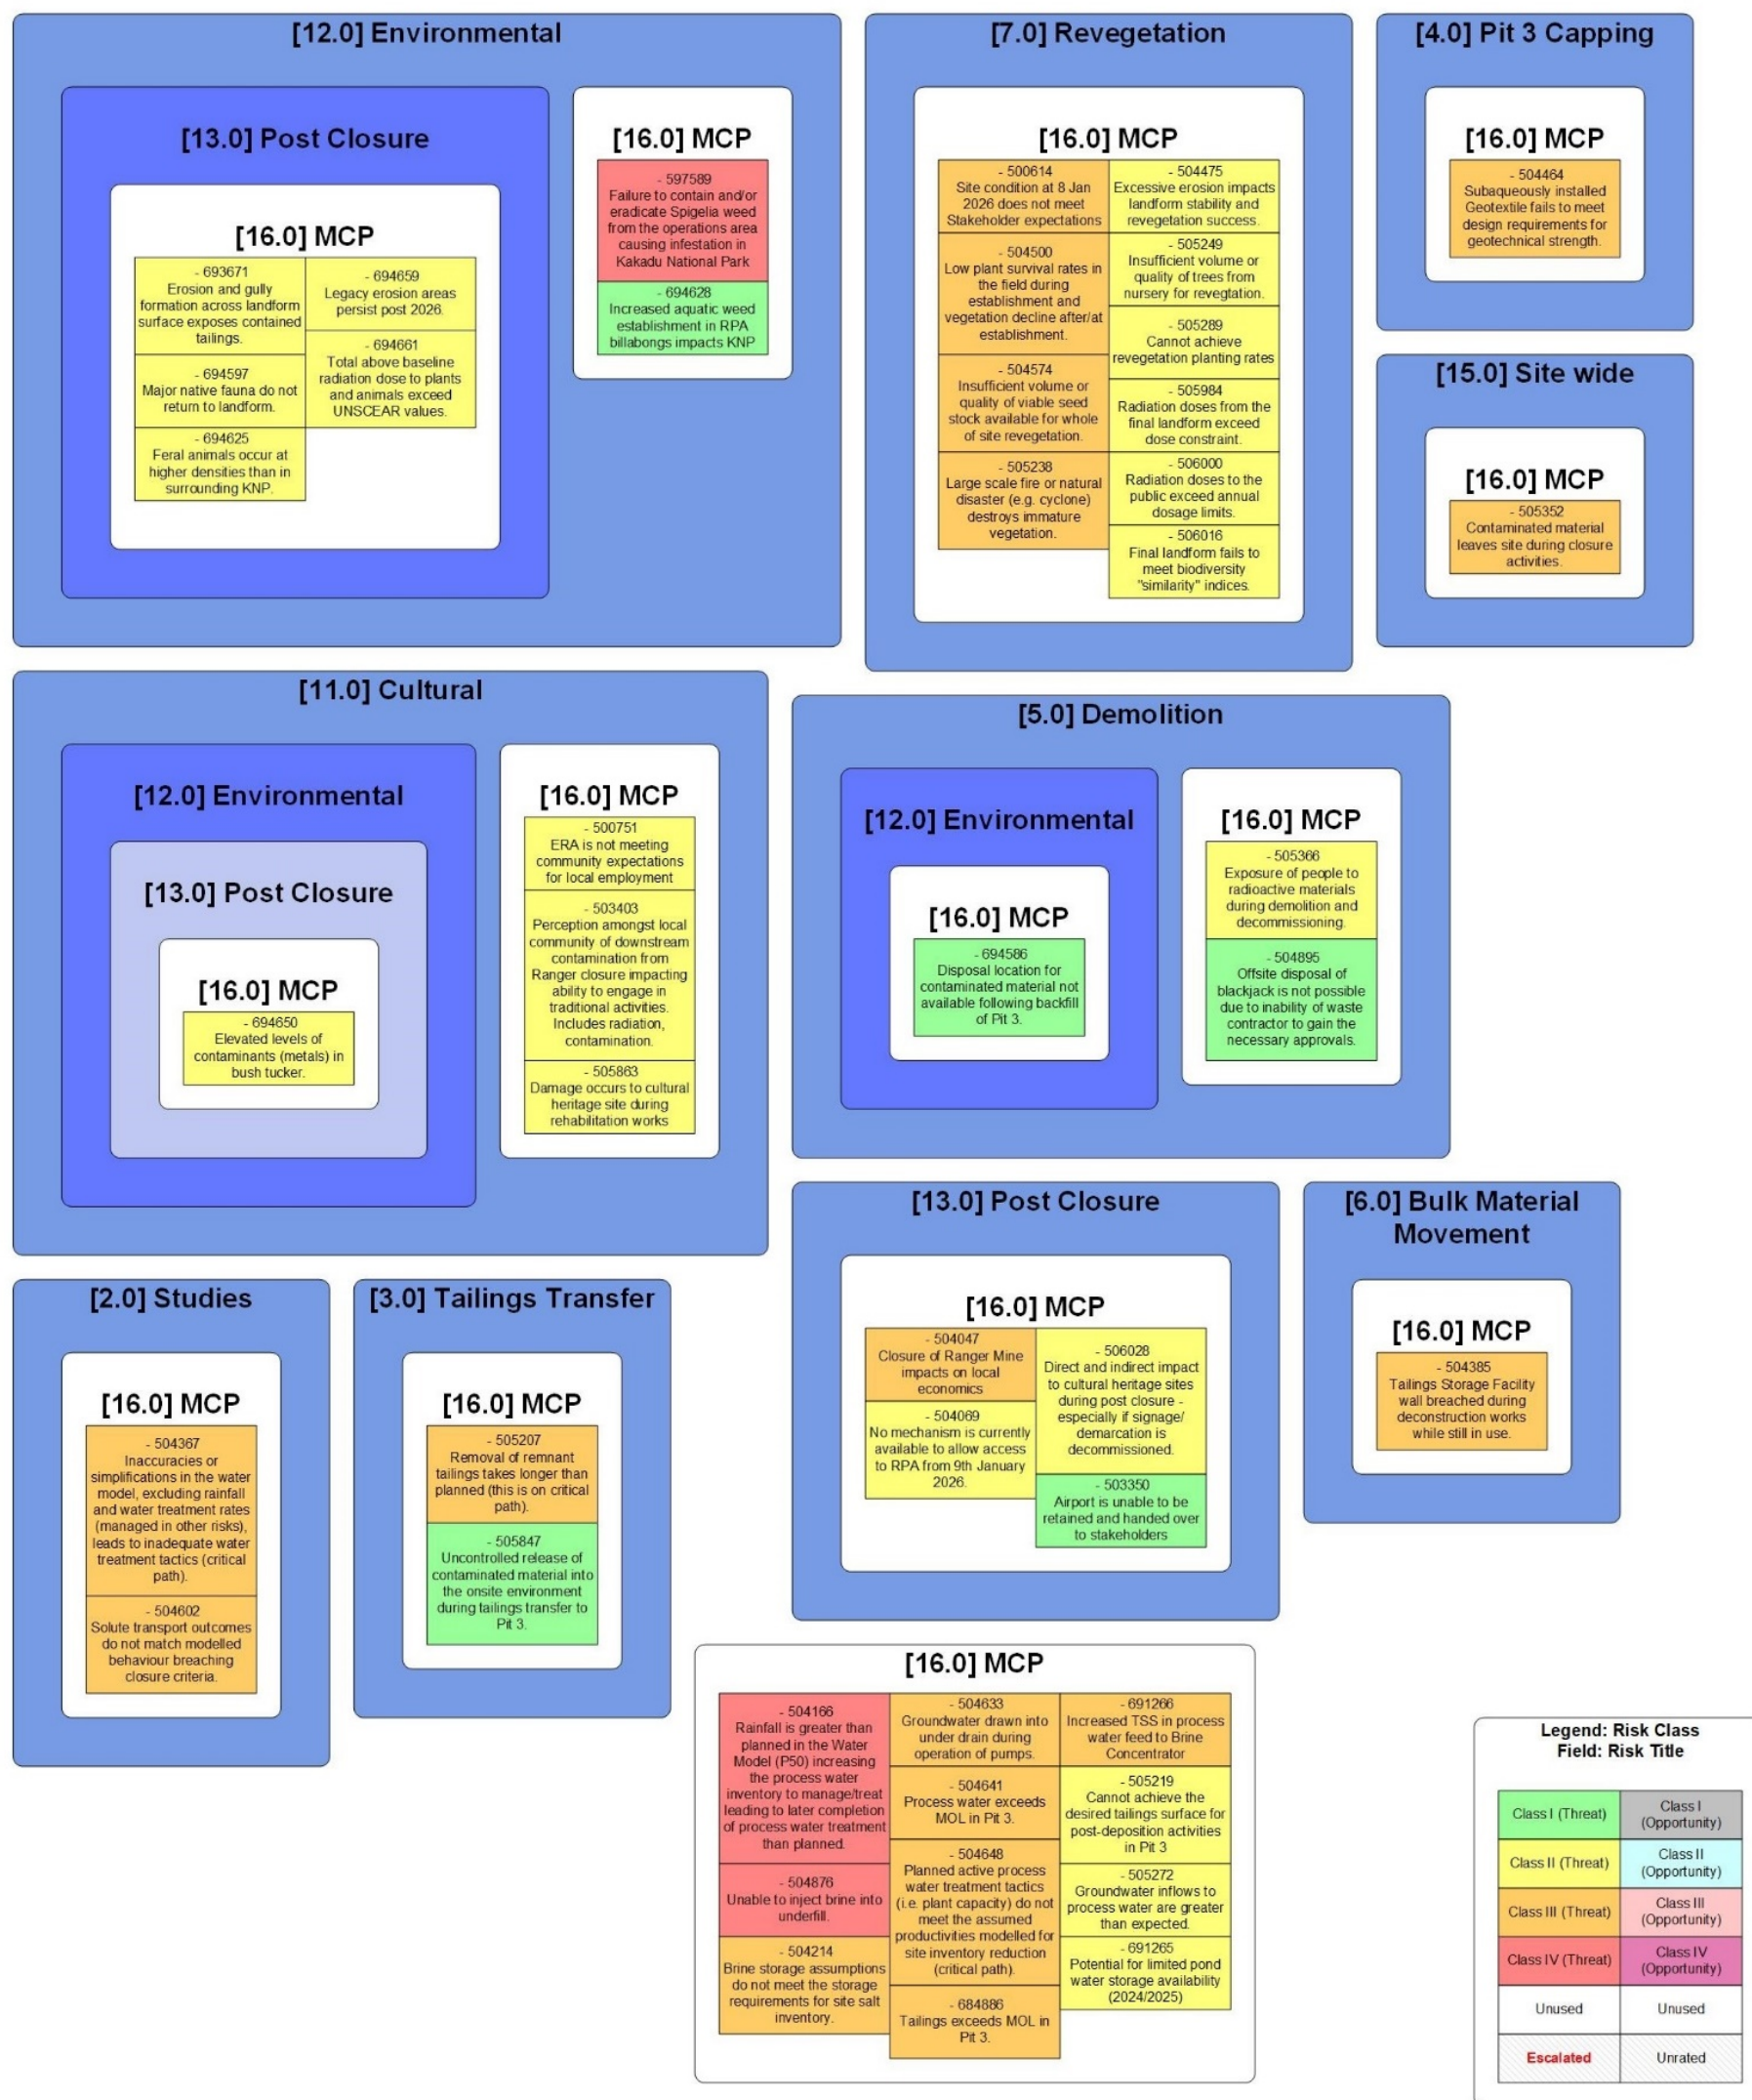 [12.0] Environmental
[13.0] Post Closure
[16.0] MCP
- 693671
Erosion and gully
formation across landform
surface exposes contained
tailings.
- 694597
Major native fauna do not
return to landform.
- 694625
Feral animals occur at
higher densities than in
surrounding KNP.
- 694659
Legacy erosion areas
persist post 2026.
- 694661
Total above baseline
radiation dose to plants
and animals exceed
UNSCEAR values.
[16.0] MCP
- 597589
Failure to contain and/or
eradicate Spigelia weed
from the operations area
causing infestation in
Kakadu National Park
- 694628
Increased aquatic weed
establishment in RPA
billabongs impacts KNP
[7.0] Revegetation
[16.0] MCP
- 500614
Site condition at 8 Jan
2026 does not meet
Stakeholder expectations
- 504500
Low plant survival rates in
the field during
establishment and
vegetation decline after/at
establishment.
- 504574
Insufficient volume or
quality of viable seed
stock available for whole
of site revegetation.
- 505238
Large scale fire or natural
disaster (e.g. cyclone)
destroys immature
vegetation.
- 504475
Excessive erosion impacts
landform stability and
revegetation success.
- 505249
Insufficient volume or
quality of trees from
nursery for revegtation.
- 505289
Cannot achieve
revegetation planting rates
- 505984
Radiation doses from the
final landform exceed
dose constraint.
- 506000
Radiation doses to the
public exceed annual
dosage limits.
- 506016
Final landform fails to
meet biodiversity
"similarity" indices.
[4.0] Pit 3 Capping
[16.0] MCP
- 504464
Subaqueously installed
Geotextile fails to meet
design requirements for
geotechnical strength.
[15.0] Site wide
[16.0] MCP
- 505352
Contaminated material
leaves site during closure
activities.
[11.0] Cultural
[12.0] Environmental
[13.0] Post Closure
[16.0] MCP
- 694650
Elevated levels of
contaminants (metals) in
bush tucker.
[16.0] MCP
- 500751
ERA is not meeting
community expectations
for local employment
- 503403
Perception amongst local
community of downstream
contamination from
Ranger closure impacting
ability to engage in
traditional activities.
Includes radiation,
contamination.
- 505863
Damage occurs to cultural
heritage site during
rehabilitation works
[5.0] Demolition
[12.0] Environmental
[16.0] MCP
- 694586
Disposal location for
contaminated material not
available following backfill
of Pit 3.
[16.0] MCP
- 505366
Exposure of people to
radioactive materials
during demolition and
decommissioning.
- 504895
Offsite disposal of
blackjack is not possible
due to inability of waste
contractor to gain the
necessary approvals.
[13.0] Post Closure
[16.0] MCP
- 504047
Closure of Ranger Mine
impacts on local
economics
- 504069
No mechanism is currently
available to allow access
to RPA from 9th January
2026.
- 506028
Direct and indirect impact
to cultural heritage sites
during post closure -
especially if signage/
demarcation is
decommissioned.
- 503350
Airport is unable to be
retained and handed over
to stakeholders
[6.0] Bulk Material
Movement
[16.0] MCP
- 504385
Tailings Storage Facility
wall breached during
deconstruction works
while still in use.
[2.0] Studies
[16.0] MCP
- 504367
Inaccuracies or
simplifications in the water
model, excluding rainfall
and water treatment rates
(managed in other risks),
leads to inadequate water
treatment tactics (critical
path).
- 504602
Solute transport outcomes
do not match modelled
behaviour breaching
closure criteria.
[3.0] Tailings Transfer
[16.0] MCP
- 505207
Removal of remnant
tailings takes longer than
planned (this is on critical
path).
- 505847
Uncontrolled release of
contaminated material into
the onsite environment
during tailings transfer to
Pit 3.
[16.0] MCP
- 504166
Rainfall is greater than
planned in the Water
Model (P50) increasing
the process water
inventory to manage/treat
leading to later completion
of process water treatment
than planned.
- 504876
Unable to inject brine into
underfill.
- 504214
Brine storage assumptions
do not meet the storage
requirements for site salt
inventory.
- 504633
Groundwater drawn into
under drain during
operation of pumps.
- 504641
Process water exceeds
MOL in Pit 3.
- 504648
Planned active process
water treatment tactics
(i.e. plant capacity) do not
meet the assumed
productivities modelled for
site inventory reduction
(critical path).
- 684886
Tailings exceeds MOL in
Pit 3.
- 691266
Increased TSS in process
water feed to Brine
Concentrator
- 505219
Cannot achieve the
desired tailings surface for
post-deposition activities
in Pit 3
- 505272
Groundwater inflows to
process water are greater
than expected.
- 691265
Potential for limited pond
water storage availability
(2024/2025)
Legend: Risk Class
Field: Risk Title
Class I (Threat)
Class I
(Opportunity)
Class II (Threat)
Class II
(Opportunity)
Class III (Threat)
Class III
(Opportunity)
Class IV (Threat)
Class IV
(Opportunity)
Unused
Unused
Escalated
Unrated